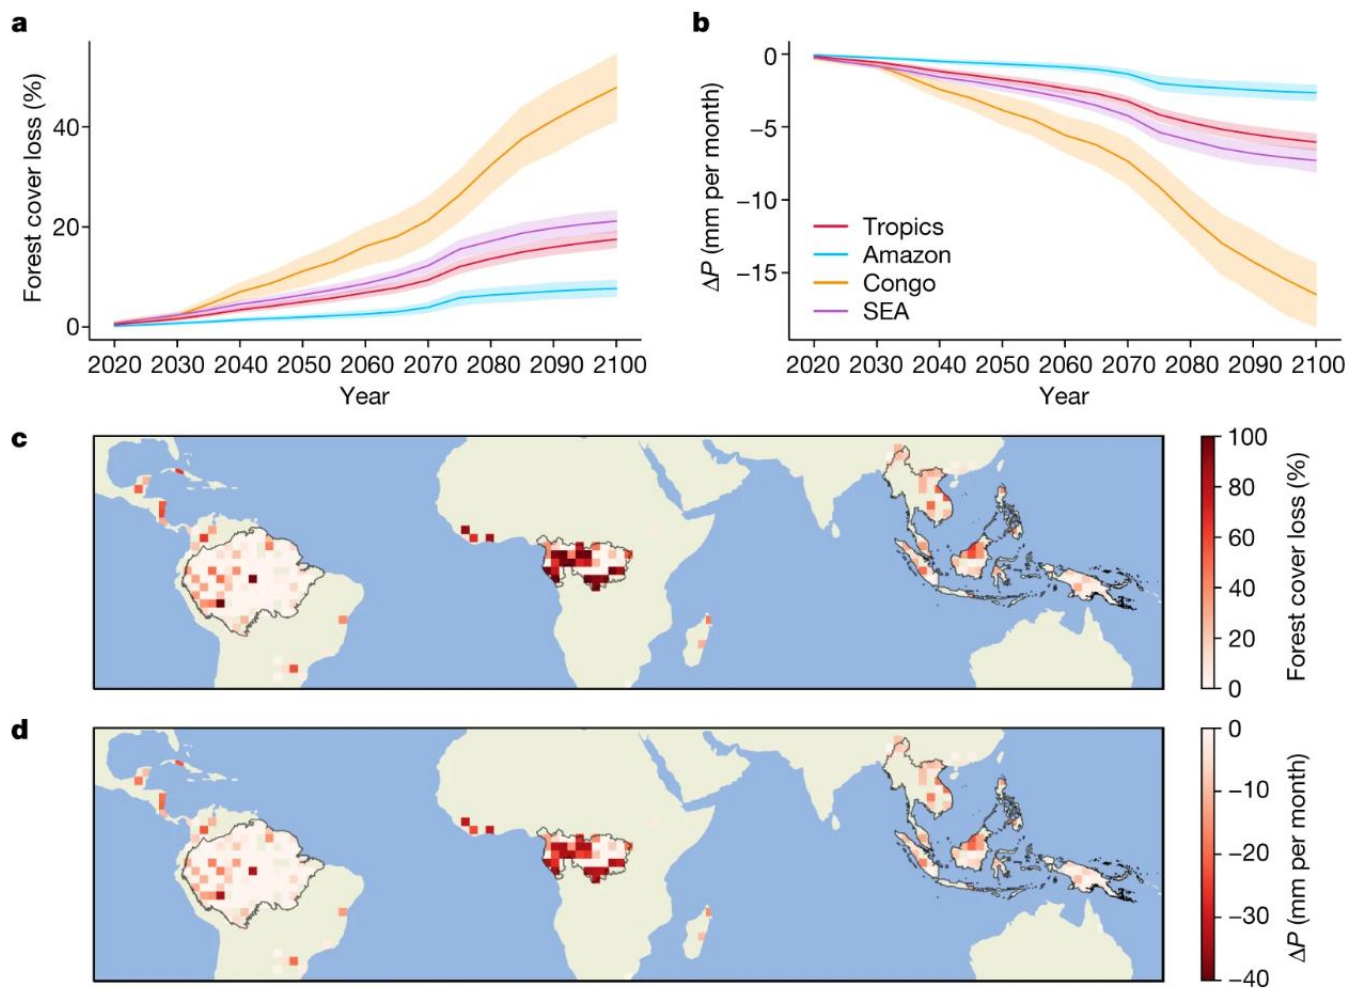 a
Forest cover loss (%)
40
20
0
2020 2030 2040 2050 2060 2070 2080 2090 2100
Year
b
ΔP (mm per month)
0
−5
−10
−15
Tropics
Amazon
Congo
SEA
2020 2030 2040 2050 2060 2070 2080 2090 2100
Year
c
100
80
60
40
20
0
Forest cover loss (%)
d
0
−10
−20
−30
−40
ΔP (mm per month)